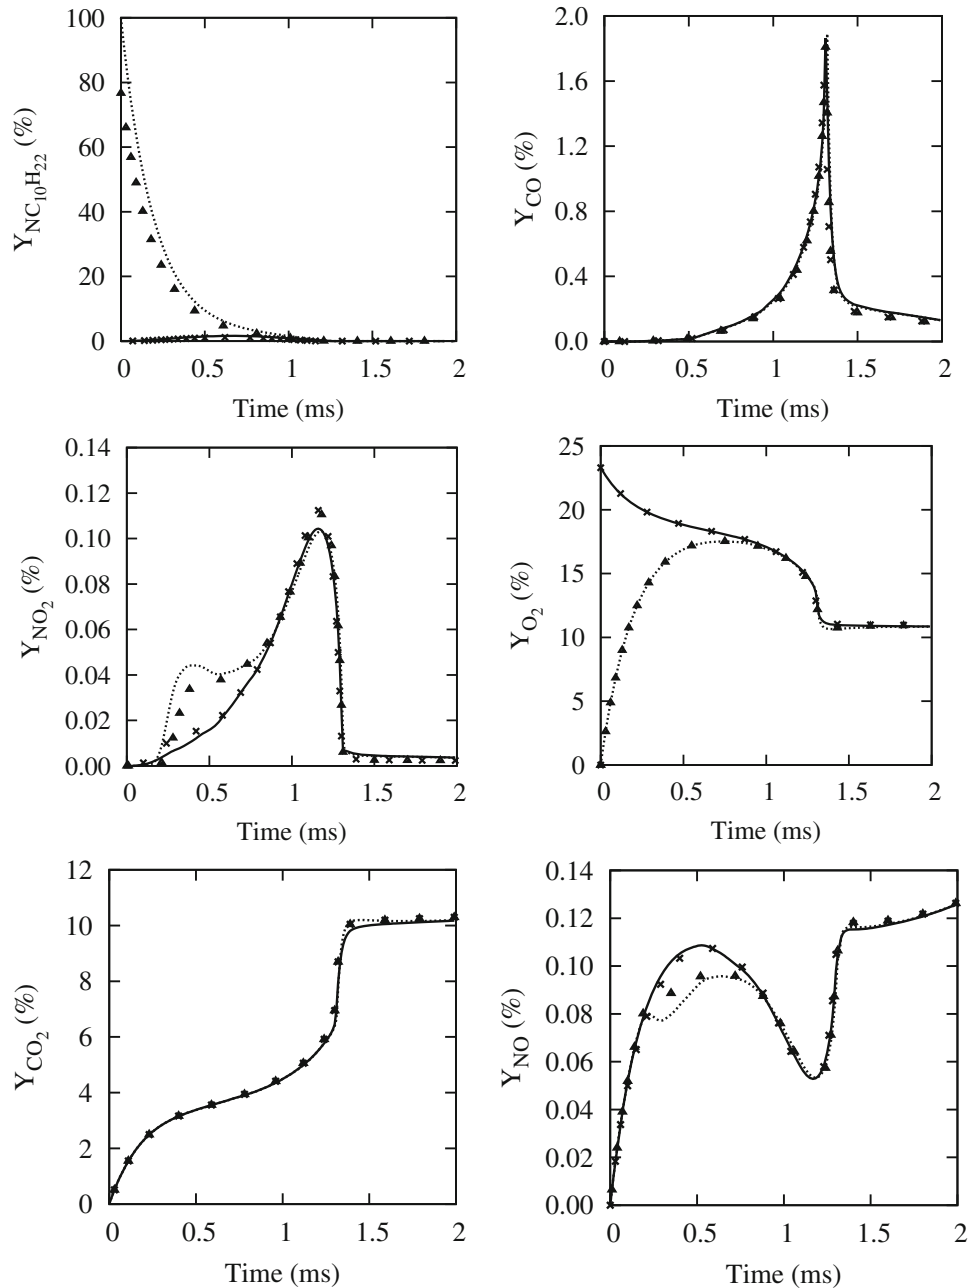 100
80
60
40
20
0
Y_NC10H22 (%)
0 0.5 1 1.5 2
Time (ms)
2.0
1.6
1.2
0.8
0.4
0.0
Y_CO (%)
0 0.5 1 1.5 2
Time (ms)
0.14
0.12
0.10
0.08
0.06
0.04
0.02
0.00
Y_NO2 (%)
0 0.5 1 1.5 2
Time (ms)
25
20
15
10
5
0
Y_O2 (%)
0 0.5 1 1.5 2
Time (ms)
12
10
8
6
4
2
0
Y_CO2 (%)
0 0.5 1 1.5 2
Time (ms)
0.14
0.12
0.10
0.08
0.06
0.04
0.02
0.00
Y_NO (%)
0 0.5 1 1.5 2
Time (ms)